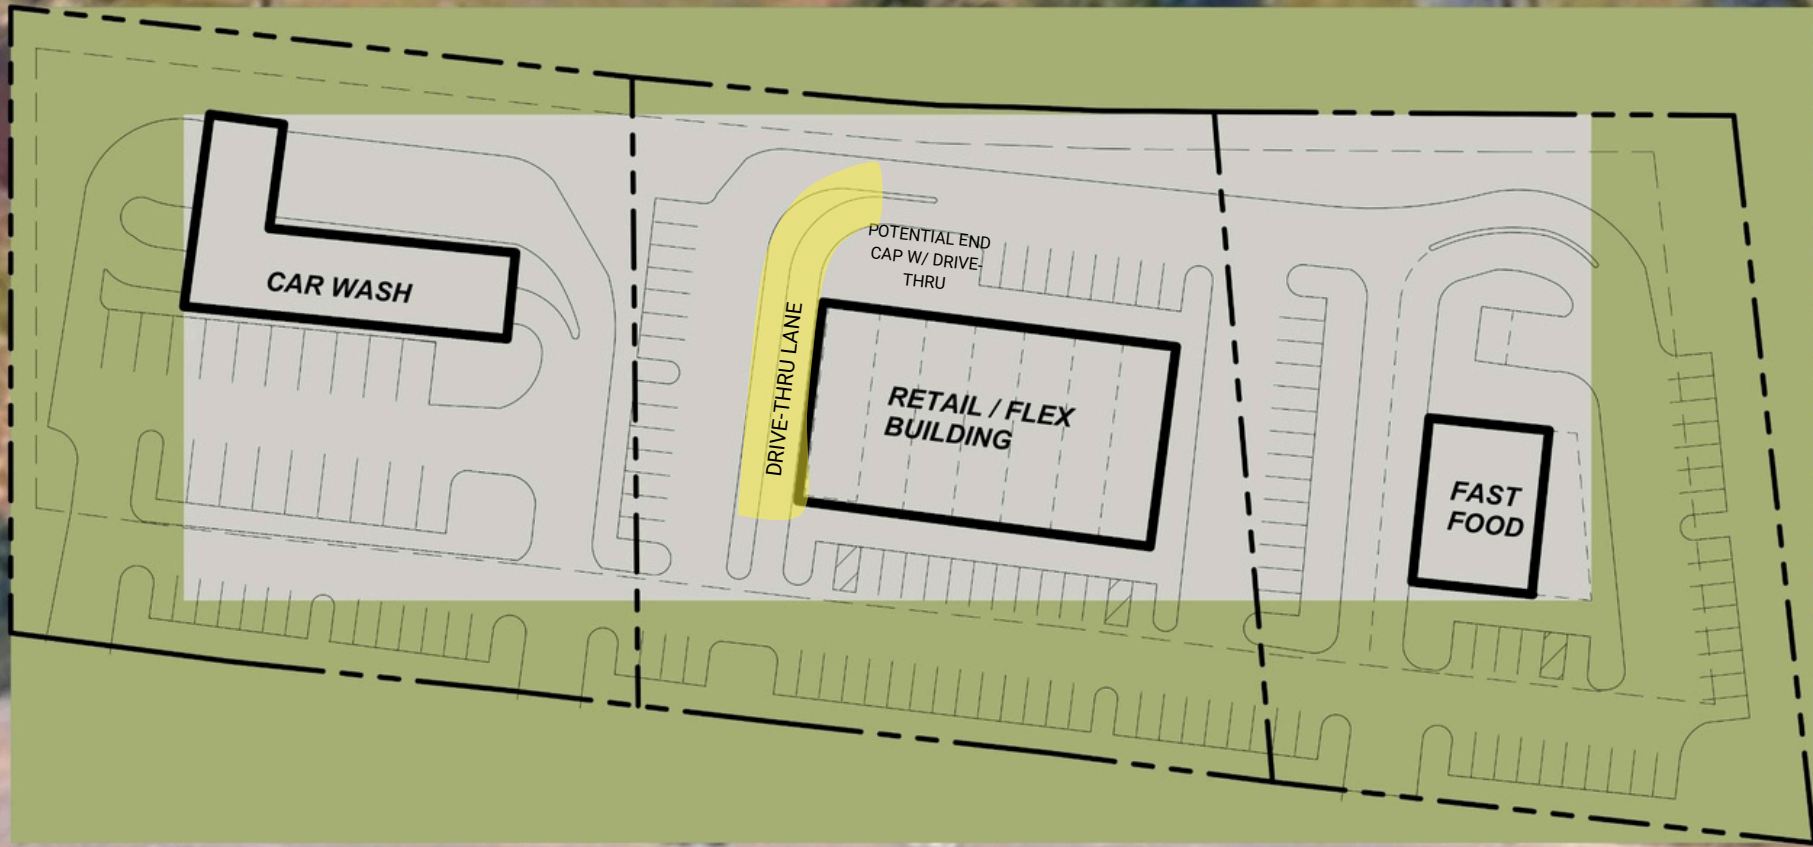 CAR WASH
POTENTIAL END
CAP W/ DRIVE-
THRU
DRIVE-THRU LANE
RETAIL / FLEX
BUILDING
FAST
FOOD